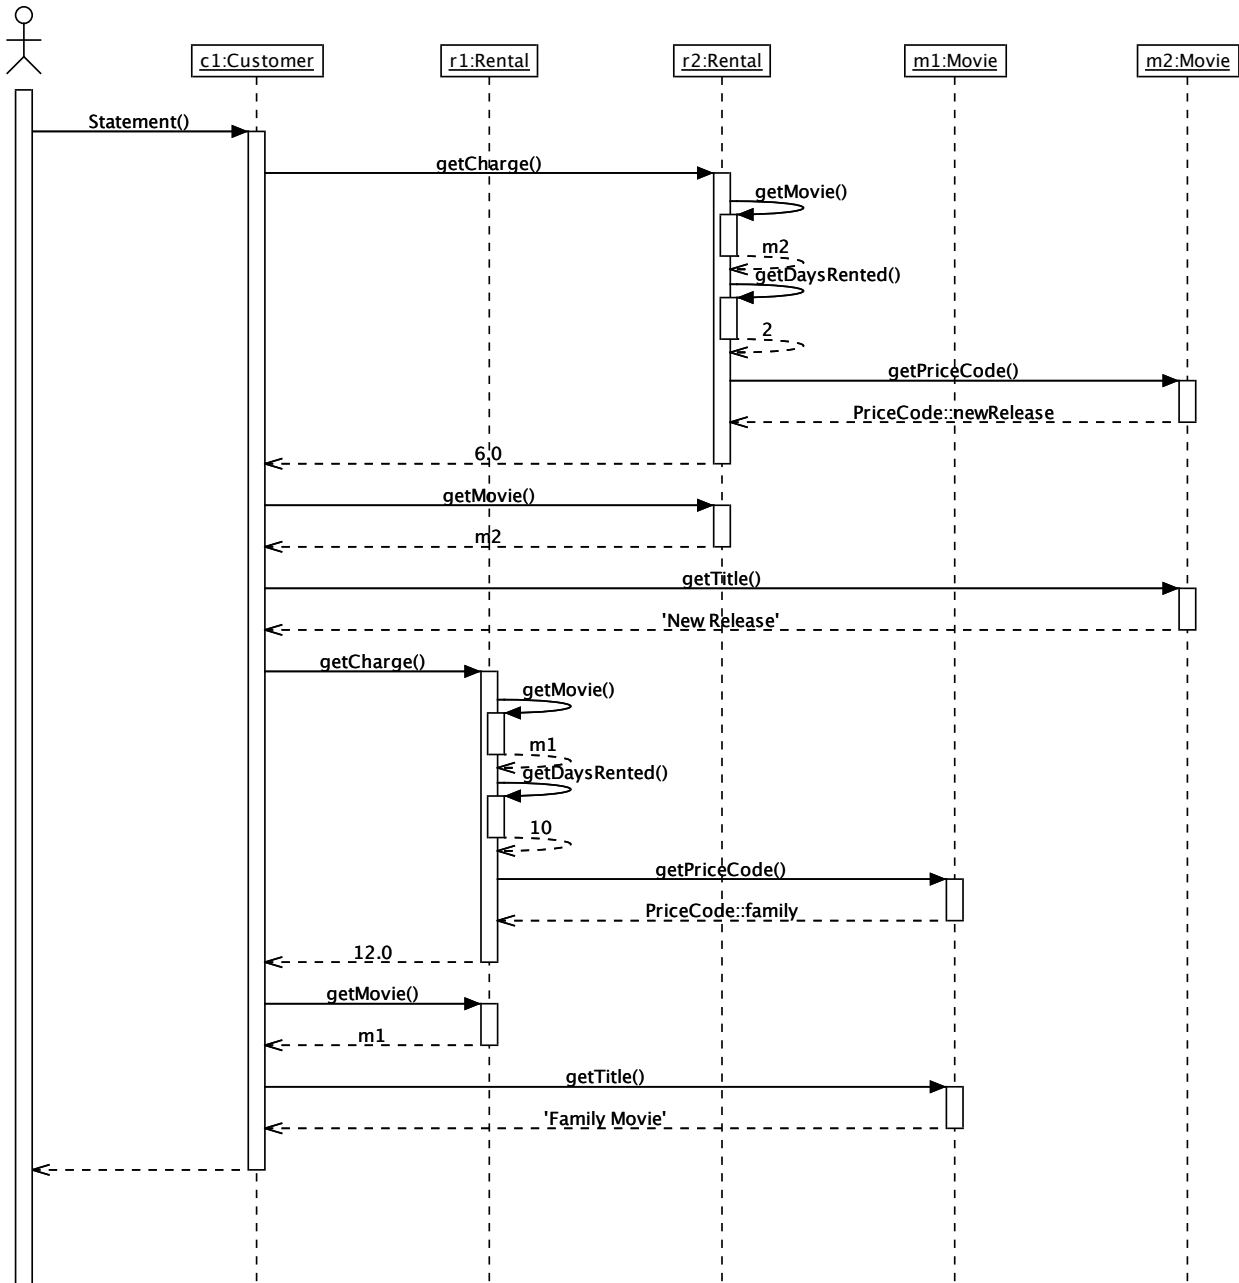 c1:Customer
r1:Rental
r2:Rental
m1:Movie
m2:Movie
Statement()
getCharge()
getMovie()
m2
getDaysRented()
2
getPriceCode()
PriceCode::newRelease
6.0
getMovie()
m2
getTitle()
'New Release'
getCharge()
getMovie()
m1
getDaysRented()
10
getPriceCode()
PriceCode::family
12.0
getMovie()
m1
getTitle()
'Family Movie'